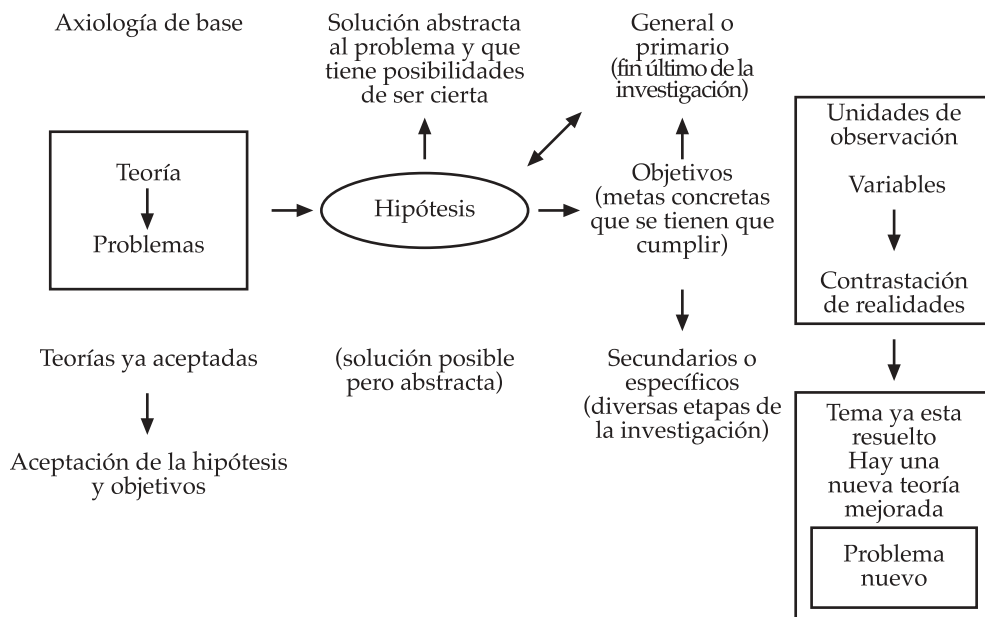 Axiología de base
Solución abstracta
al problema y que
tiene posibilidades
de ser cierta
General o
primario
(fin último de la
investigación)
Teoría
Problemas
Hipótesis
Objetivos
(metas concretas
que se tienen que
cumplir)
Unidades de
observación
Variables
Contrastación
de realidades
Teorías ya aceptadas
Aceptación de la hipótesis
y objetivos
(solución posible
pero abstracta)
Secundarios o
específicos
(diversas etapas de
la investigación)
Tema ya esta
resuelto
Hay una
nueva teoría
mejorada
Problema
nuevo